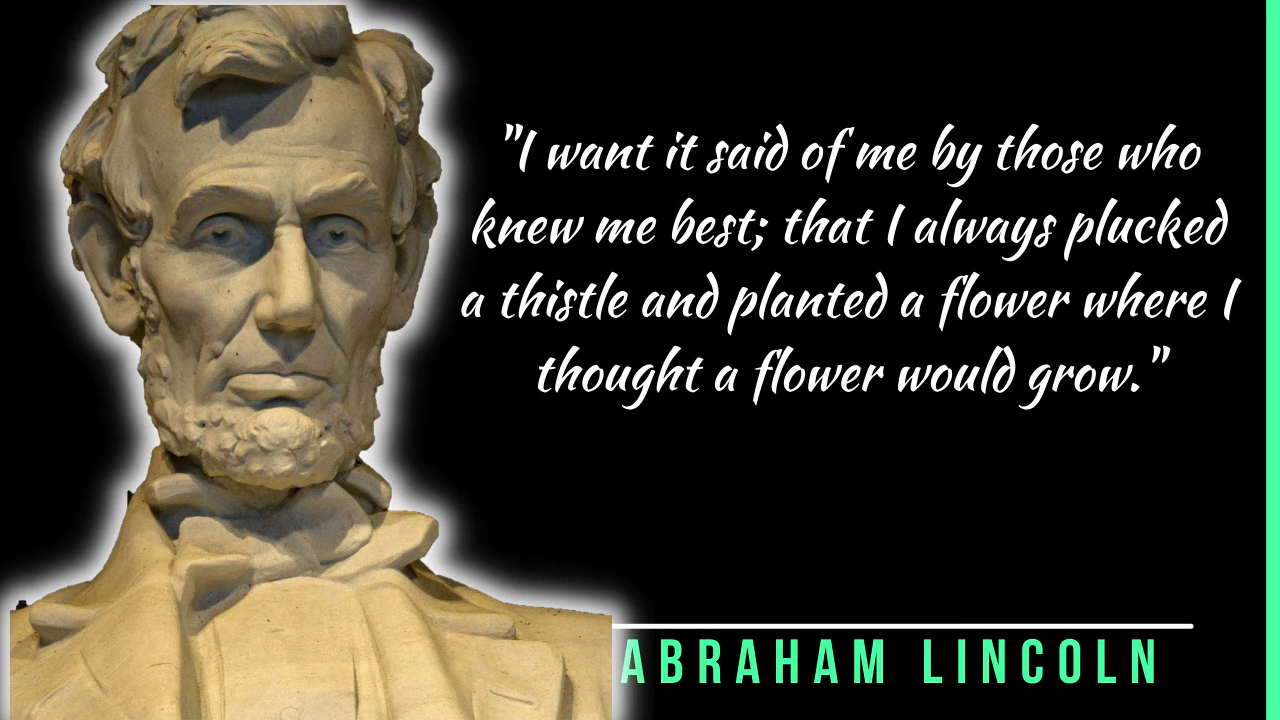 "I want it said of me by those who
knew me best; that I always plucked
a thistle and planted a flower where I
thought a flower would grow."
ABRAHAM LINCOLN